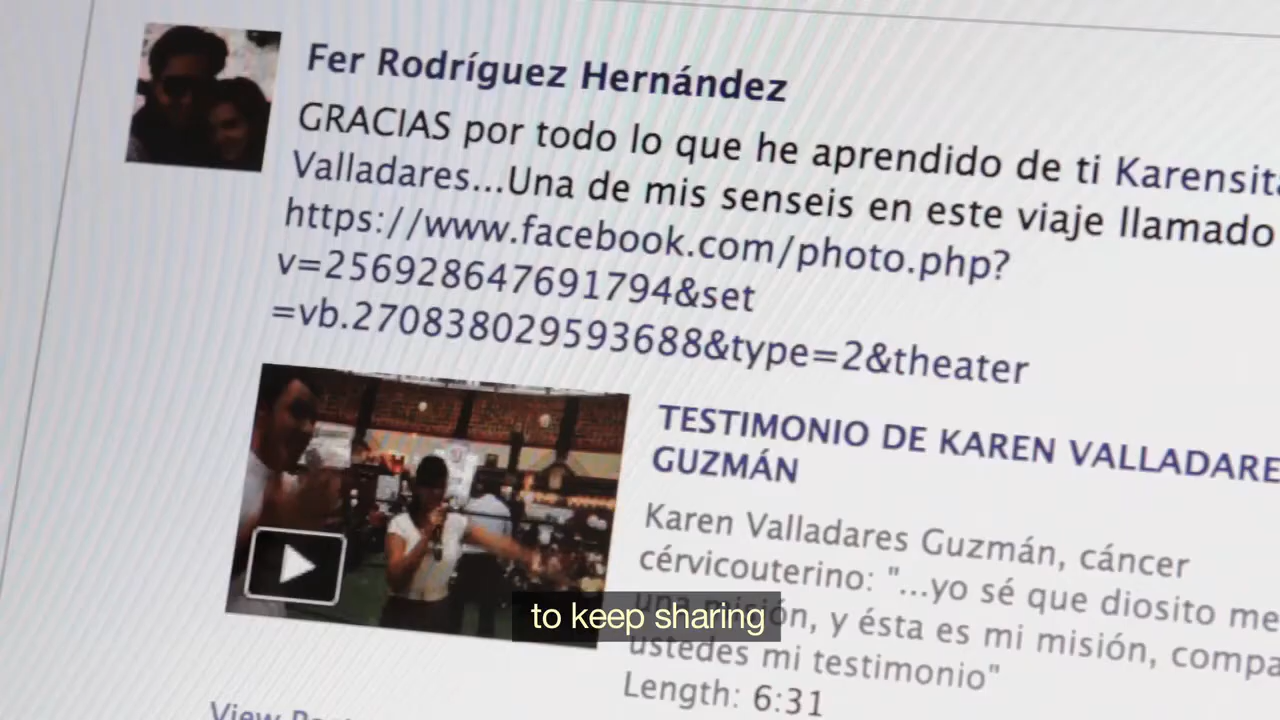 Fer Rodríguez Hernández
GRACIAS por todo lo que he aprendido de ti Karensita
Valladares...Una de mis senseis en este viaje llamado
https://www.facebook.com/photo.php?
v=256928647691794&set
=vb.270838029593688&type=2&theater
TESTIMONIO DE KAREN VALLADARE
GUZMÁN
Karen Valladares Guzmán, cáncer
cérvicouterino: "...yo sé que diosito me
una misión, y ésta es mi misión, compa
ustedes mi testimonio"
Length: 6:31
View
to keep sharing